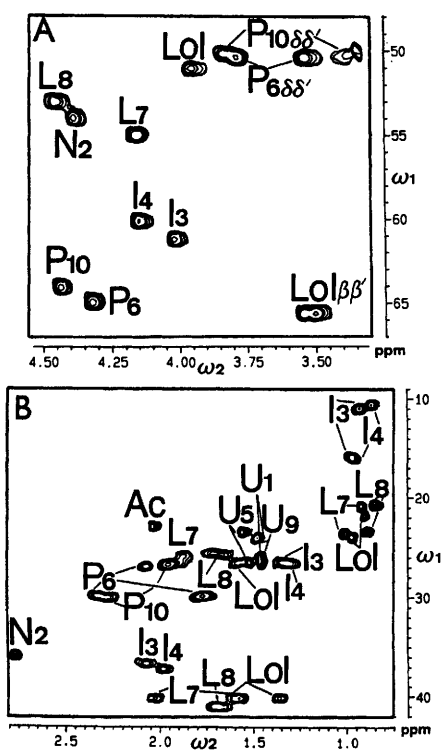 A
Lol P10δδ'
P6δδ'
L8
N2
L7
I4
I3
P10
P6
Lolββ'
50
55
ω1
60
65
ppm
4.50 4.00 ω2 3.75 3.50
B
10
I3
I4
Ac
U1
U5 U9
L7
L8
20
L7
Lol
ω1
P6
L8
Lol
I3
I4
P10
30
N2
I3 I4
L8 Lol
L7
40
2.5 2.0 ω2 1.5 1.0 ppm